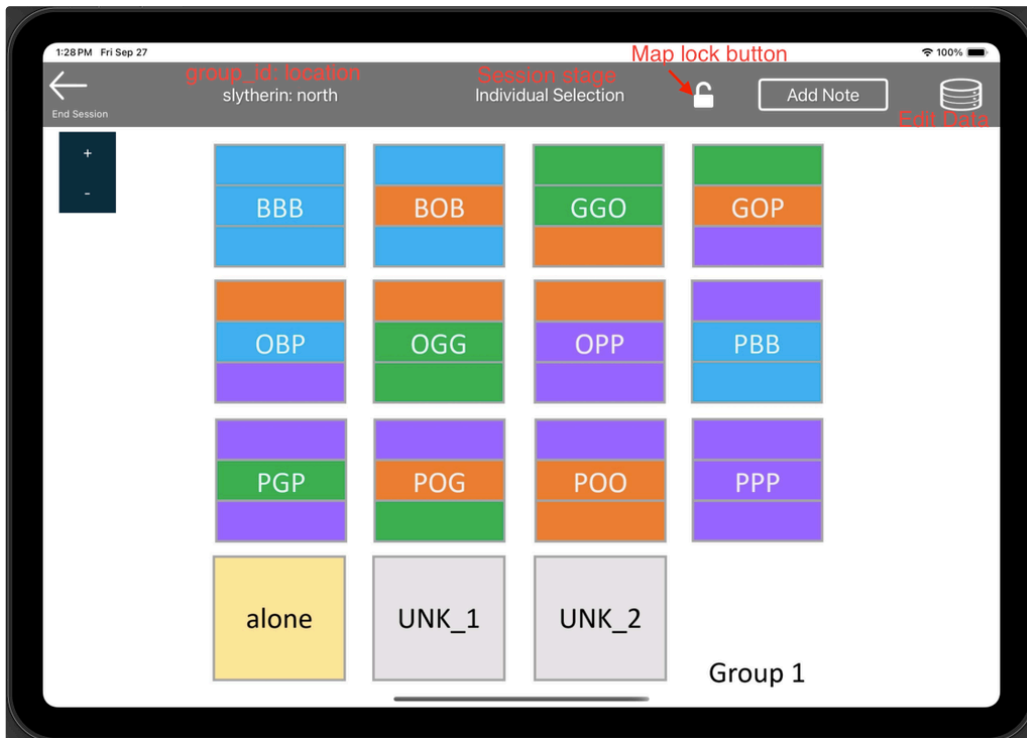 1:28 PM Fri Sep 27
Map lock button
100%
group_id: location
Session stage
slytherin: north
Individual Selection
Add Note
End Session
Edit Data
+
-
BBB BOB GGO GOP
OBP OGG OPP PBB
PGP POG POO PPP
alone UNK_1 UNK_2
Group 1